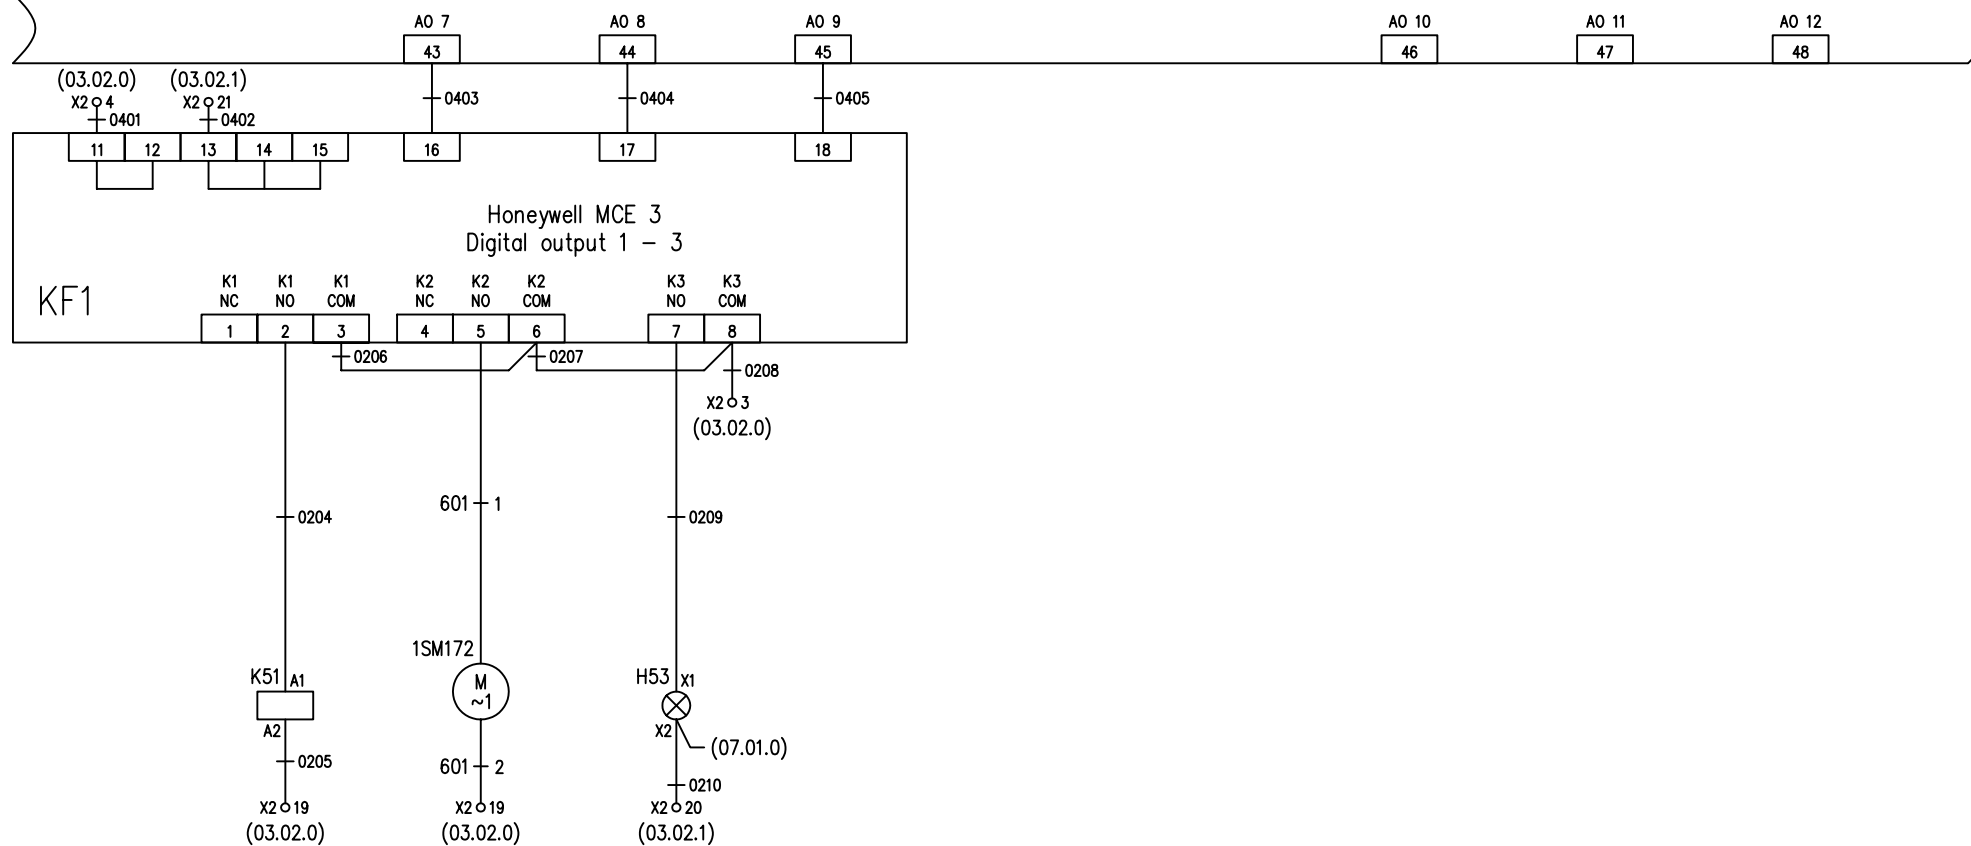 AO 7 AO 8 AO 9 AO 10 AO 11 AO 12
43 44 45 46 47 48
(03.02.0) (03.02.1)
X2 4 X2 21 0403 0404 0405
0401 0402
11 12 13 14 15 16 17 18
Honeywell MCE 3
Digital output 1 - 3
K1 K1 K1 K2 K2 K2 K3 K3
KF1 NC NO COM NC NO COM NO COM
1 2 3 4 5 6 7 8
0206 0207
0208
X2 3
(03.02.0)
601 1
0204 0209
1SM172
K51 A1 H53 X1
M
~1
A2 X2
(07.01.0)
0205 601 2
0210
X2 19 X2 19 X2 20
(03.02.0) (03.02.0) (03.02.1)